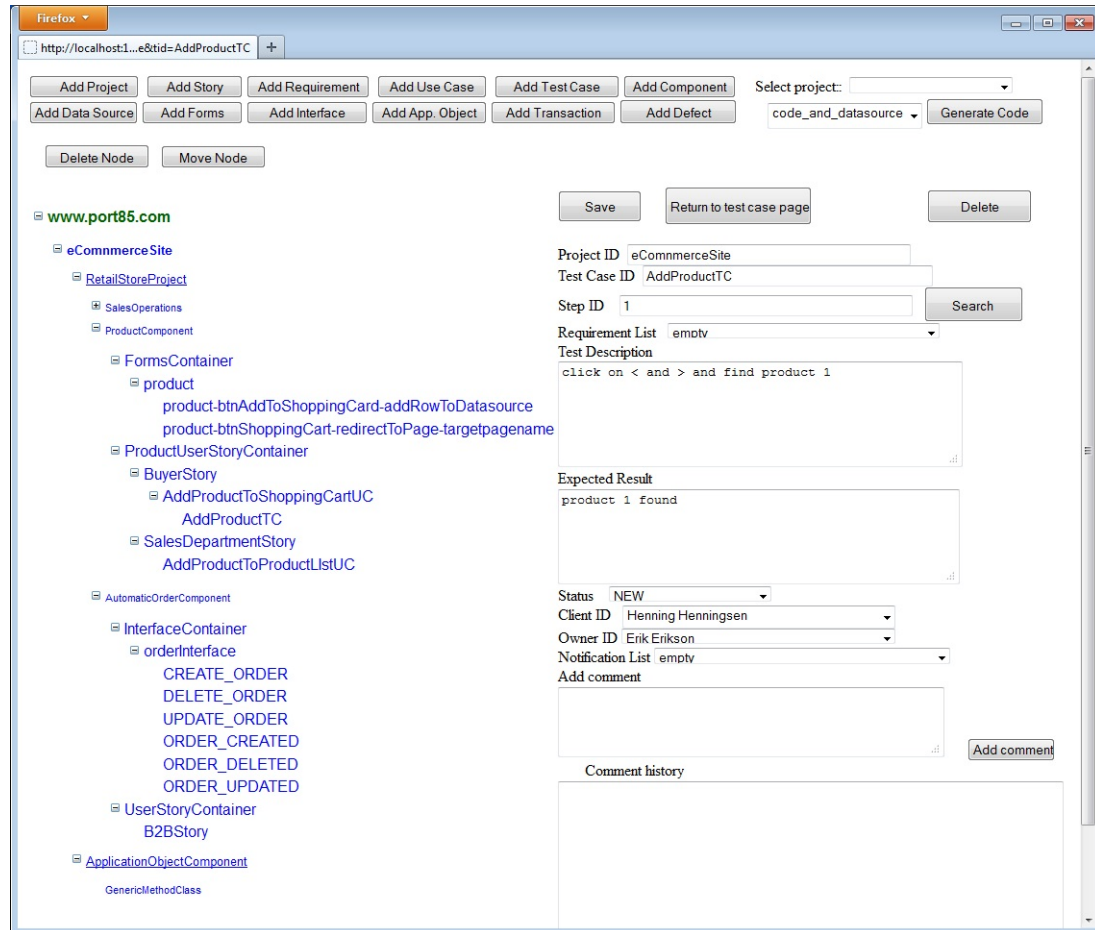 Firefox
http://localhost:1...e&tid=AddProductTC +
Add Project Add Story Add Requirement Add Use Case Add Test Case Add Component Select project::
Add Data Source Add Forms Add Interface Add App. Object Add Transaction Add Defect code_and_datasource Generate Code
Delete Node Move Node
Save Return to test case page Delete
www.port85.com
eComnmerceSite
RetailStoreProject
SalesOperations
ProductComponent
FormsContainer
product
product-btnAddToShoppingCard-addRowToDatasource
product-btnShoppingCart-redirectToPage-targetpagename
ProductUserStoryContainer
BuyerStory
AddProductToShoppingCartUC
AddProductTC
SalesDepartmentStory
AddProductToProductLIstUC
AutomaticOrderComponent
InterfaceContainer
orderInterface
CREATE_ORDER
DELETE_ORDER
UPDATE_ORDER
ORDER_CREATED
ORDER_DELETED
ORDER_UPDATED
UserStoryContainer
B2BStory
ApplicationObjectComponent
GenericMethodClass
Project ID eComnmerceSite
Test Case ID AddProductTC
Step ID 1 Search
Requirement List empty
Test Description
click on < and > and find product 1
Expected Result
product 1 found
Status NEW
Client ID Henning Henningsen
Owner ID Erik Erikson
Notification List empty
Add comment
Add comment
Comment history